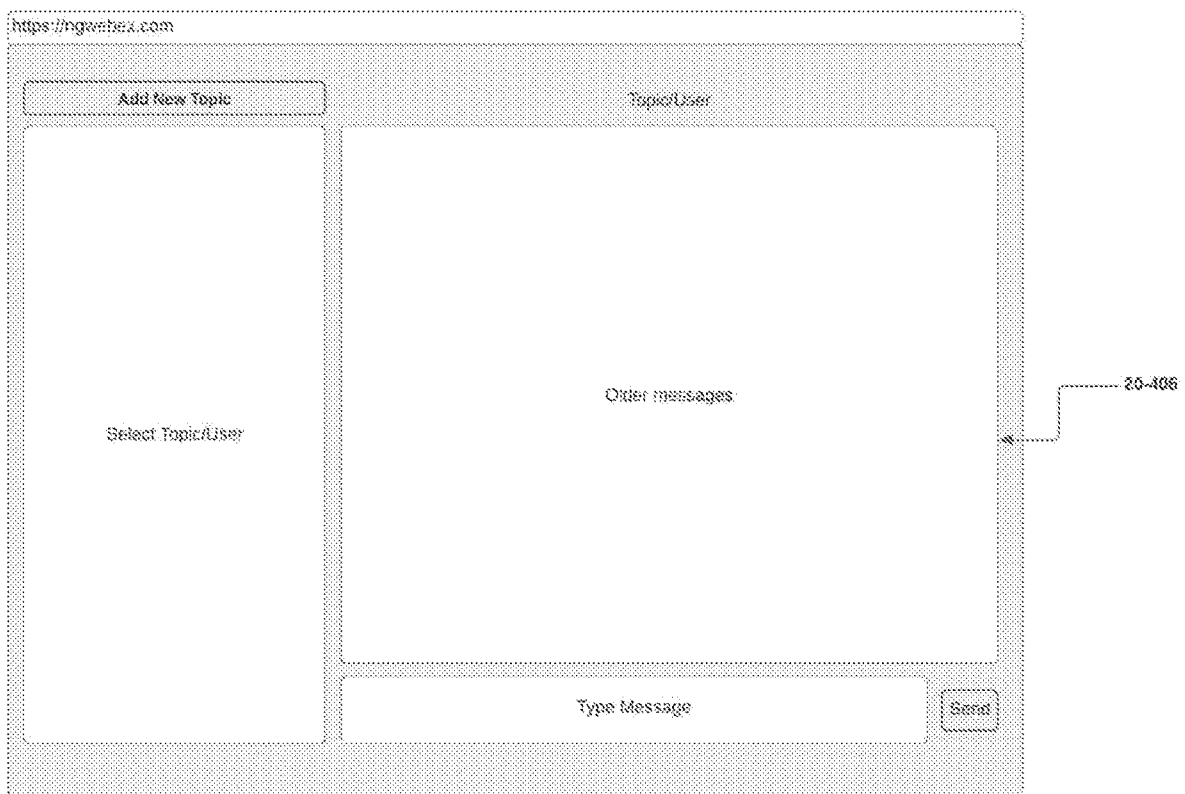 https://ngwebex.com
Add New Topic
Topic/User
Older messages
20-406
Select Topic/User
Type Message
Send